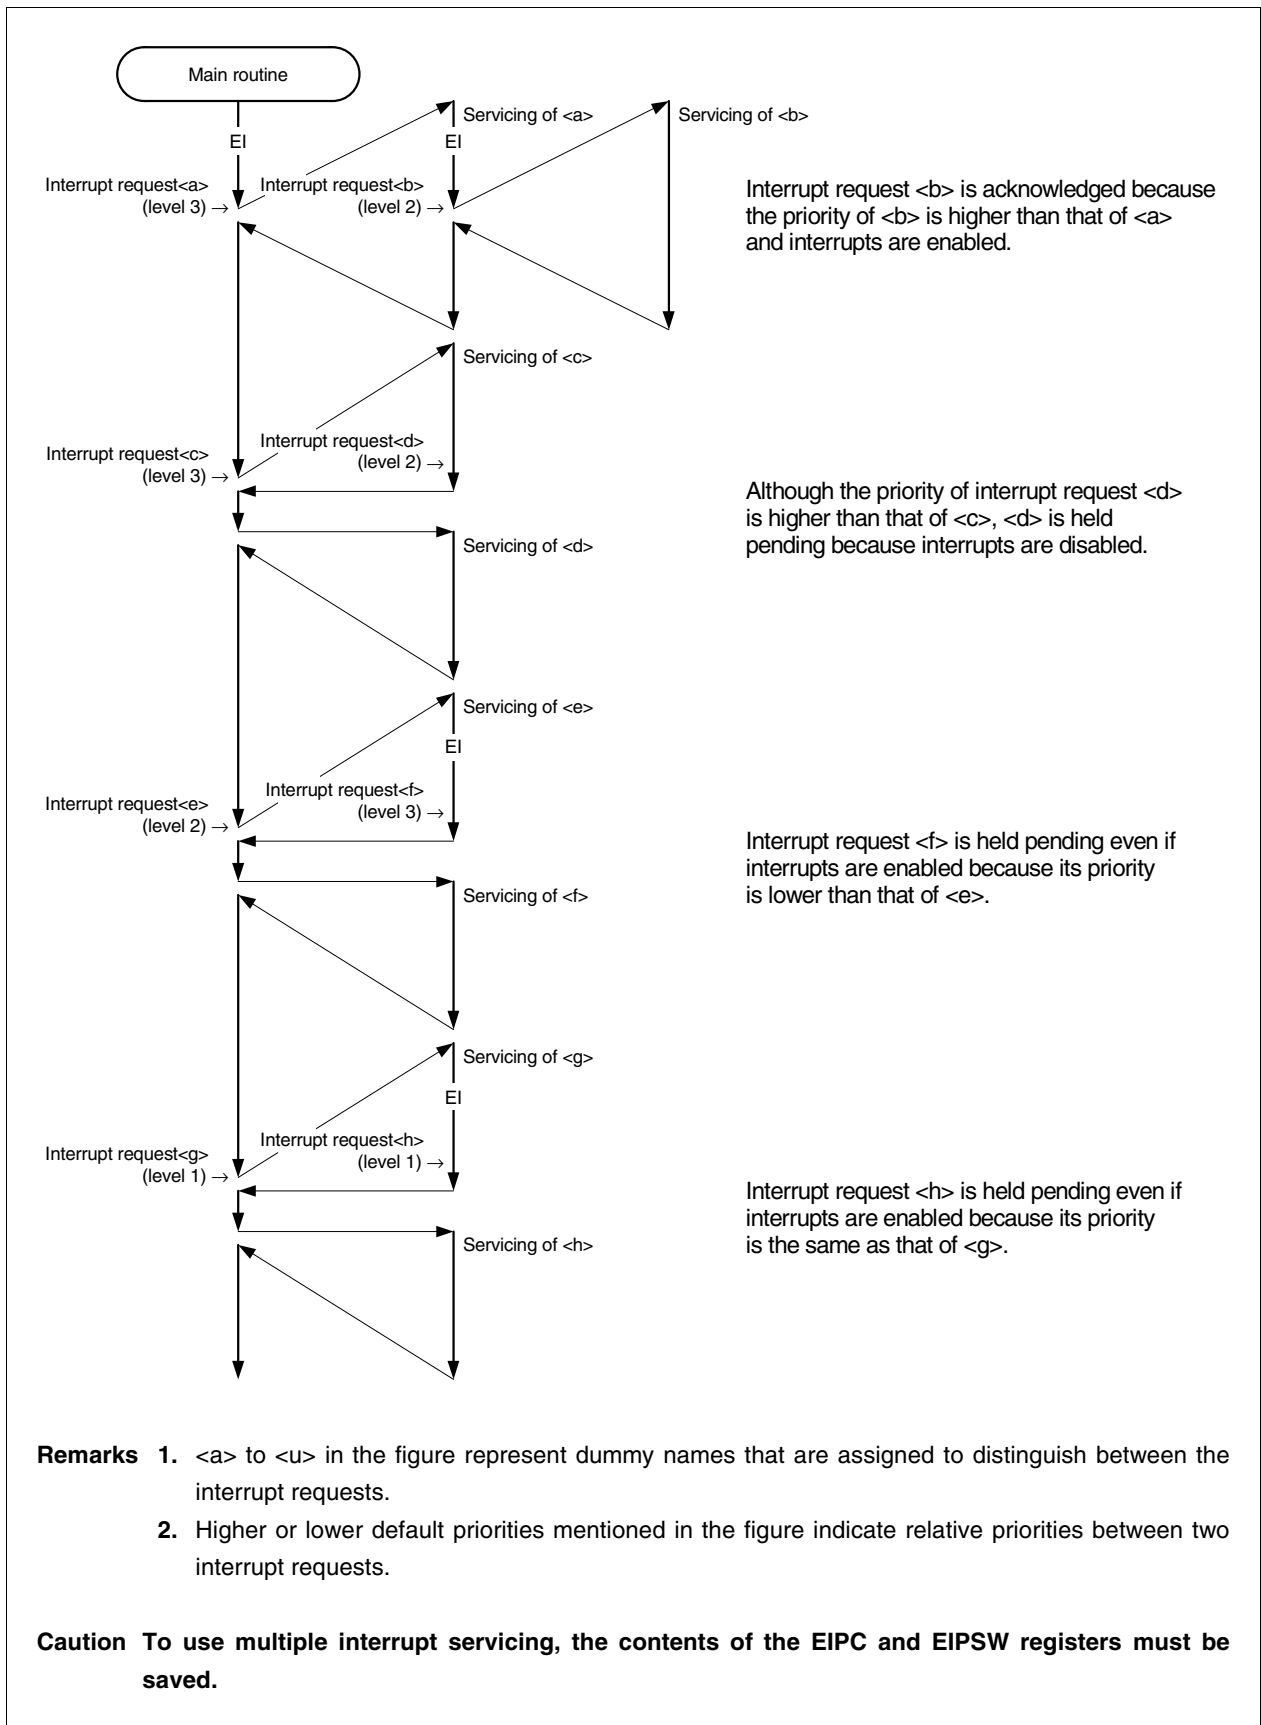 Main routine
EI
Servicing of <a>
EI
Servicing of <b>
Interrupt request<a>
(level 3) →
Interrupt request<b>
(level 2) →
Interrupt request <b> is acknowledged because
the priority of <b> is higher than that of <a>
and interrupts are enabled.
Servicing of <c>
Interrupt request<c>
(level 3) →
Interrupt request<d>
(level 2) →
Although the priority of interrupt request <d>
is higher than that of <c>, <d> is held
pending because interrupts are disabled.
Servicing of <d>
Servicing of <e>
EI
Interrupt request<e>
(level 2) →
Interrupt request<f>
(level 3) →
Interrupt request <f> is held pending even if
interrupts are enabled because its priority
is lower than that of <e>.
Servicing of <f>
Servicing of <g>
EI
Interrupt request<g>
(level 1) →
Interrupt request<h>
(level 1) →
Interrupt request <h> is held pending even if
interrupts are enabled because its priority
is the same as that of <g>.
Servicing of <h>
Remarks 1. <a> to <u> in the figure represent dummy names that are assigned to distinguish between the
interrupt requests.
2. Higher or lower default priorities mentioned in the figure indicate relative priorities between two
interrupt requests.
Caution To use multiple interrupt servicing, the contents of the EIPC and EIPSW registers must be
saved.